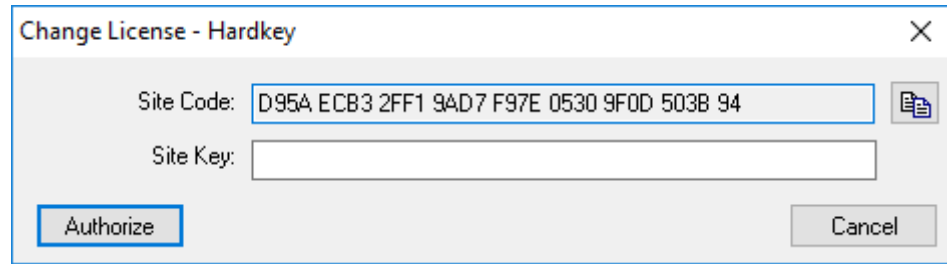 Change License - Hardkey
Site Code: D95A ECB3 2FF1 9AD7 F97E 0530 9F0D 503B 94
Site Key:
Authorize Cancel